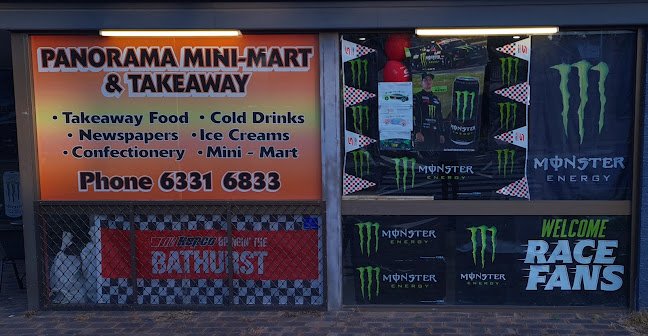 PANORAMA MINI-MART
& TAKEAWAY
• Takeaway Food • Cold Drinks
• Newspapers • Ice Creams
• Confectionery • Mini - Mart
Phone 6331 6833
BATHURST
MONSTER
ENERGY
MONSTER
ENERGY
MONSTER
ENERGY
MONSTER
ENERGY
MONSTER
ENERGY
WELCOME
RACE
FANS